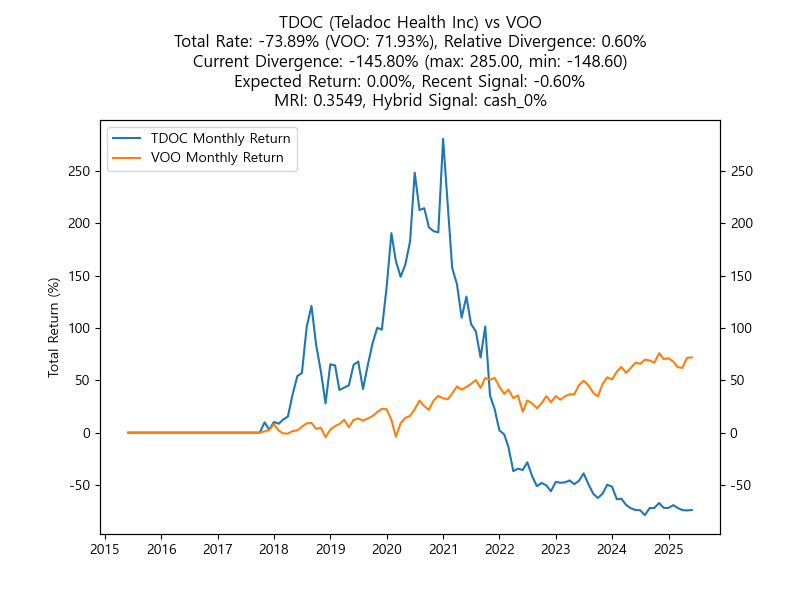 TDOC (Teladoc Health Inc) vs VOO
Total Rate: -73.89% (VOO: 71.93%), Relative Divergence: 0.60%
Current Divergence: -145.80% (max: 285.00, min: -148.60)
Expected Return: 0.00%, Recent Signal: -0.60%
MRI: 0.3549, Hybrid Signal: cash_0%
TDOC Monthly Return
VOO Monthly Return
Total Return (%)
250
200
150
100
50
0
-50
250
200
150
100
50
0
-50
2015 2016 2017 2018 2019 2020 2021 2022 2023 2024 2025